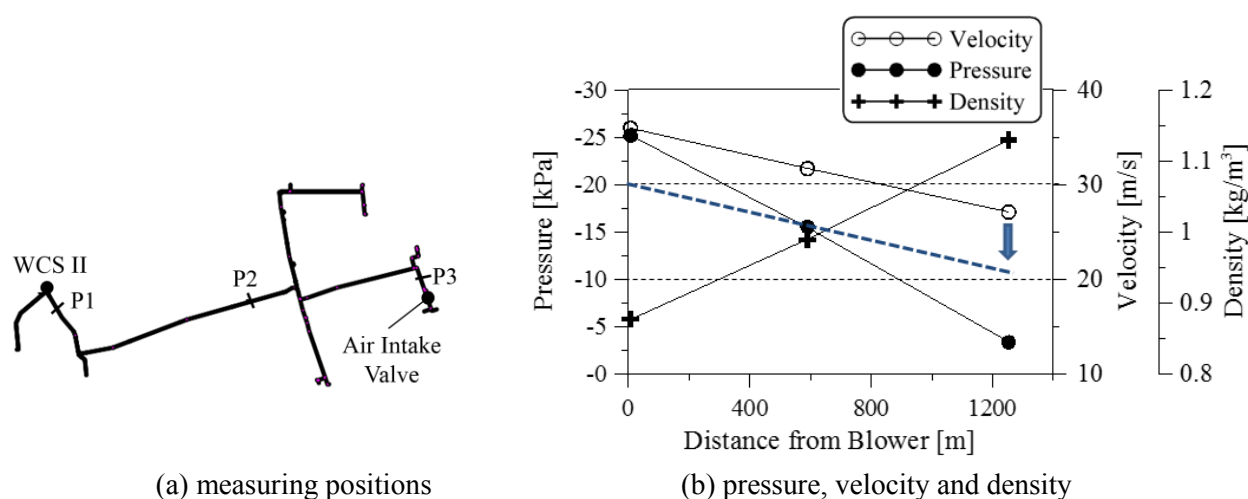 WCS II
P1
P2
P3
Air Intake
Valve
(a) measuring positions
Velocity
Pressure
Density
Pressure [kPa]
-30
-25
-20
-15
-10
-5
-0
0
400
800
1200
Distance from Blower [m]
40
30
20
10
Velocity [m/s]
1.2
1.1
1
0.9
0.8
Density [kg/m³]
(b) pressure, velocity and density